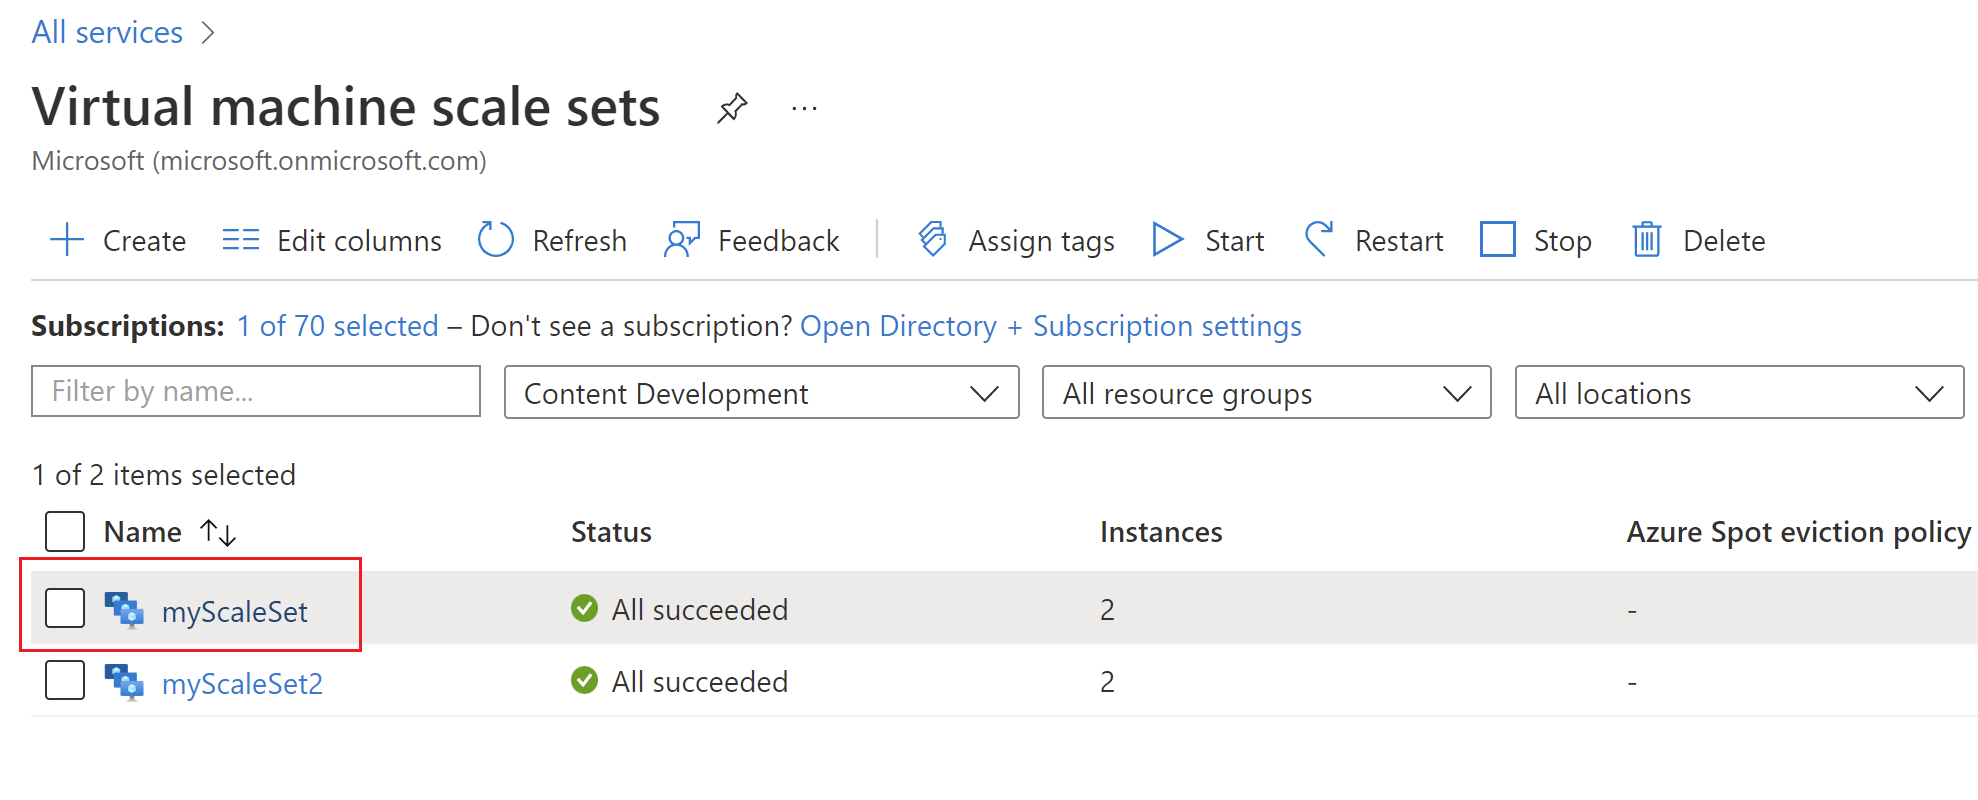 All services
Virtual machine scale sets ...
Microsoft (microsoft.onmicrosoft.com)
Create Edit columns Refresh Feedback Assign tags Start Restart Stop Delete
Subscriptions: 1 of 70 selected – Don't see a subscription? Open Directory + Subscription settings
Filter by name... Content Development All resource groups All locations
1 of 2 items selected
Name Status Instances Azure Spot eviction policy
myScaleSet All succeeded 2 -
myScaleSet2 All succeeded 2 -